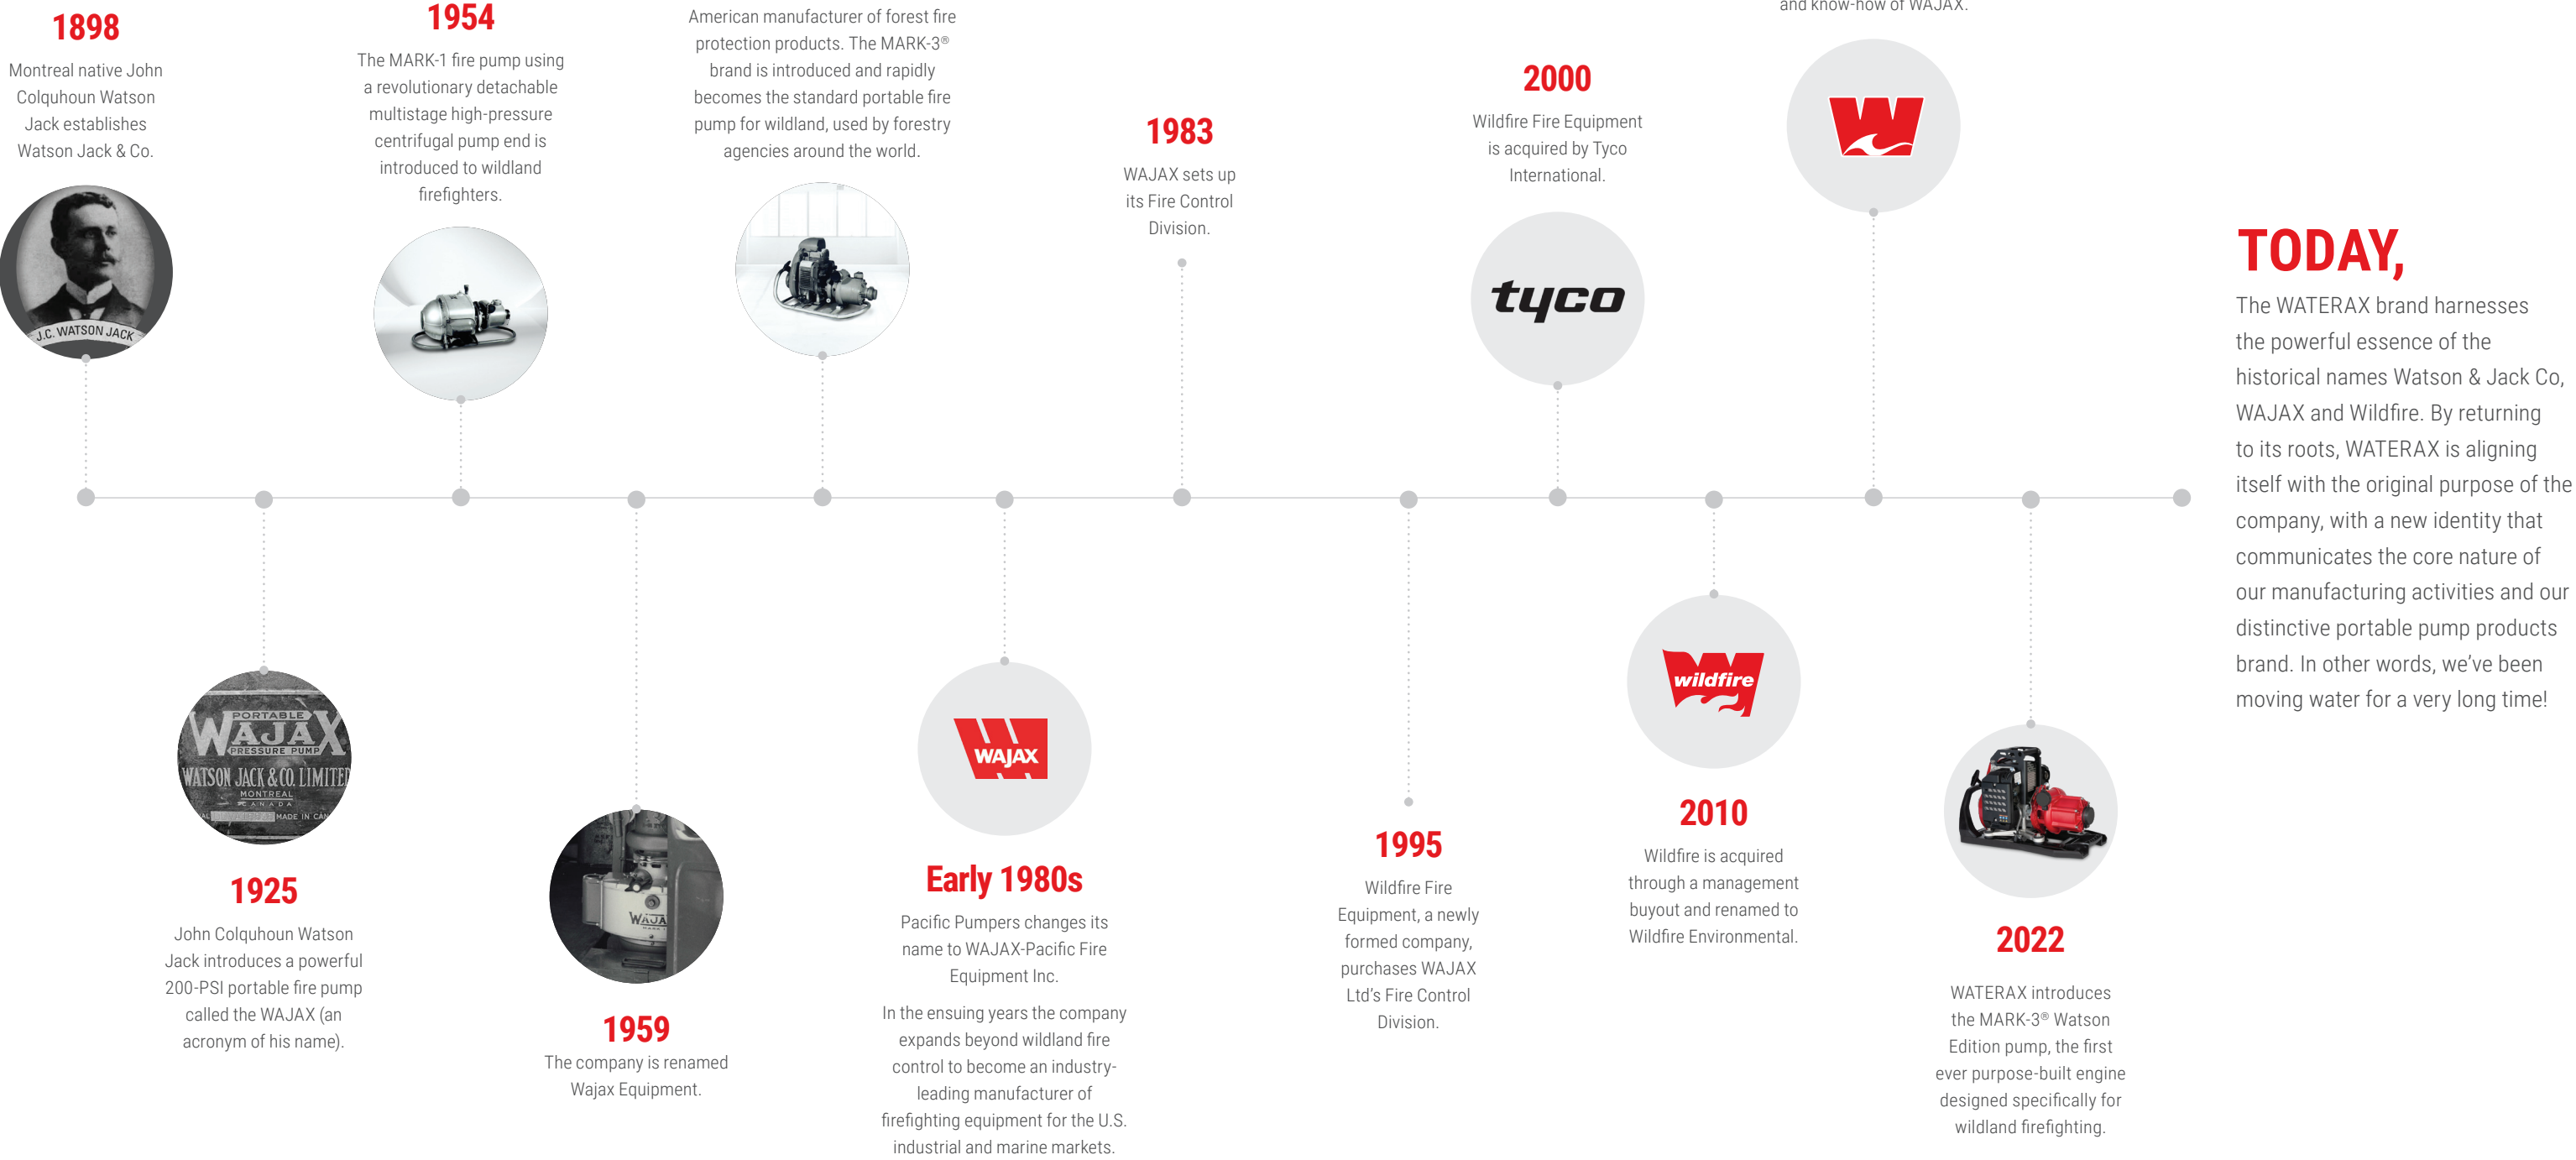 1898
Montreal native John
Colquhoun Watson
Jack establishes
Watson Jack & Co.
J.C. WATSON JACK
PORTABLE
WAJAX
PRESSURE PUMP
WATSON JACK & CO. LIMITED
MONTREAL
CANADA
MADE IN CAN
1925
John Colquhoun Watson
Jack introduces a powerful
200-PSI portable fire pump
called the WAJAX (an
acronym of his name).
1954
The MARK-1 fire pump using
a revolutionary detachable
multistage high-pressure
centrifugal pump end is
introduced to wildland
firefighters.
WAJA
1959
The company is renamed
Wajax Equipment.
American manufacturer of forest fire
protection products. The MARK-3®
brand is introduced and rapidly
becomes the standard portable fire
pump for wildland, used by forestry
agencies around the world.
WAJAX
Early 1980s
Pacific Pumpers changes its
name to WAJAX-Pacific Fire
Equipment Inc.
In the ensuing years the company
expands beyond wildland fire
control to become an industry-
leading manufacturer of
firefighting equipment for the U.S.
industrial and marine markets.
1983
WAJAX sets up
its Fire Control
Division.
1995
Wildfire Fire
Equipment, a newly
formed company,
purchases WAJAX
Ltd's Fire Control
Division.
2000
Wildfire Fire Equipment
is acquired by Tyco
International.
tyco
wildfire
2010
Wildfire is acquired
through a management
buyout and renamed to
Wildfire Environmental.
and know-how of WAJAX.
W
2022
WATERAX introduces
the MARK-3® Watson
Edition pump, the first
ever purpose-built engine
designed specifically for
wildland firefighting.
TODAY,
The WATERAX brand harnesses
the powerful essence of the
historical names Watson & Jack Co,
WAJAX and Wildfire. By returning
to its roots, WATERAX is aligning
itself with the original purpose of the
company, with a new identity that
communicates the core nature of
our manufacturing activities and our
distinctive portable pump products
brand. In other words, we've been
moving water for a very long time!